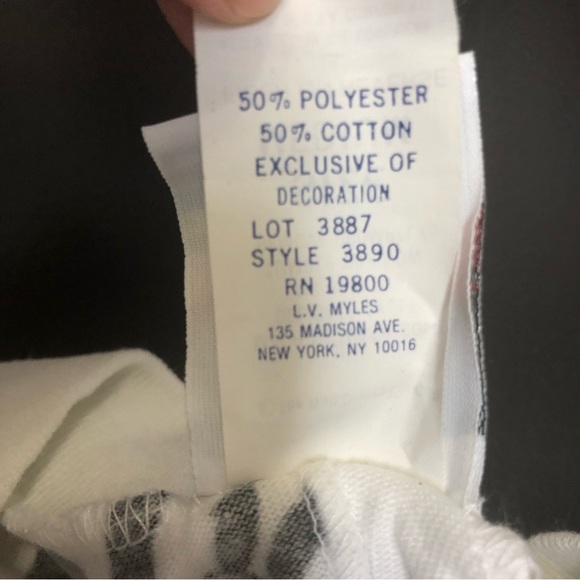 50% POLYESTER
50% COTTON
EXCLUSIVE OF
DECORATION
LOT 3887
STYLE 3890
RN 19800
L.V. MYLES
135 MADISON AVE.
NEW YORK, NY 10016